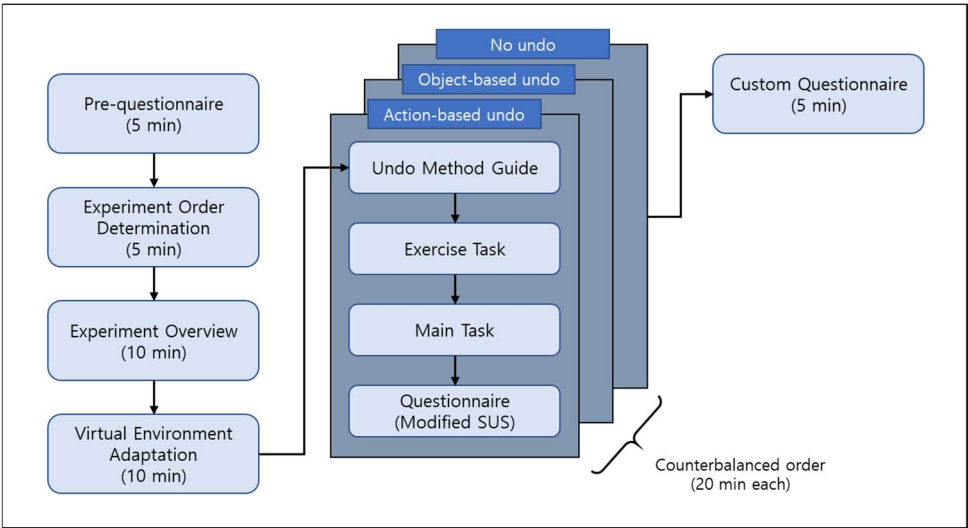 Pre-questionnaire
(5 min)
Experiment Order
Determination
(5 min)
Experiment Overview
(10 min)
Virtual Environment
Adaptation
(10 min)
No undo
Object-based undo
Action-based undo
Undo Method Guide
Exercise Task
Main Task
Questionnaire
(Modified SUS)
Counterbalanced order
(20 min each)
Custom Questionnaire
(5 min)